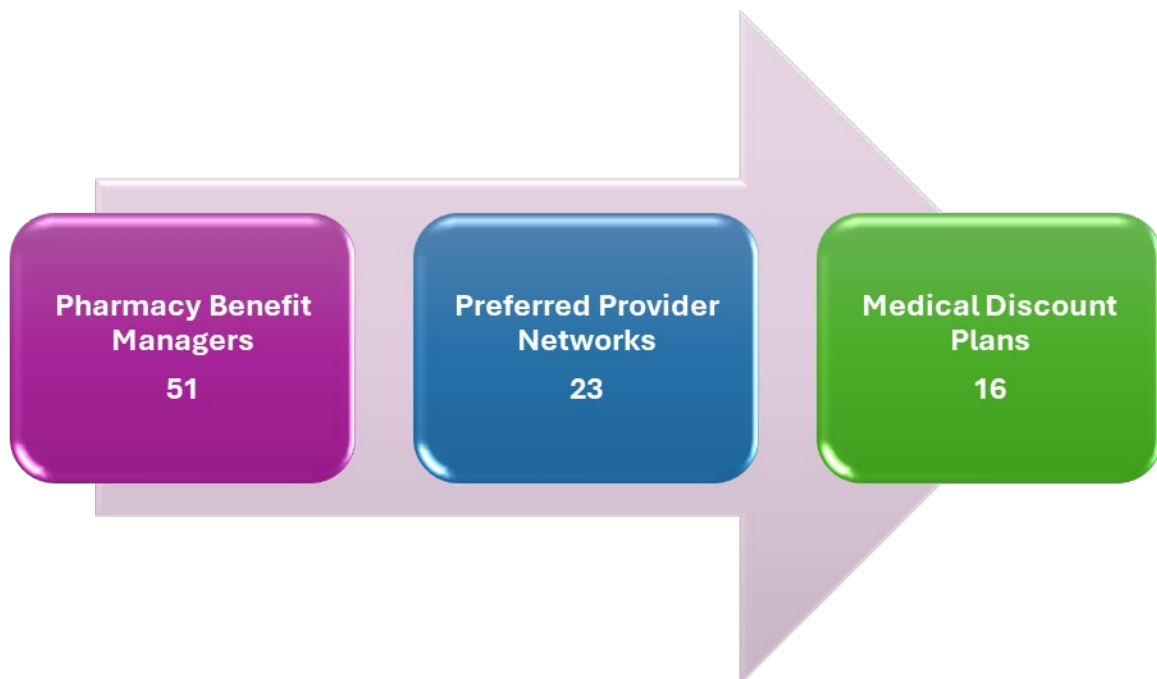 Pharmacy Benefit
Managers
51
Preferred Provider
Networks
23
Medical Discount
Plans
16